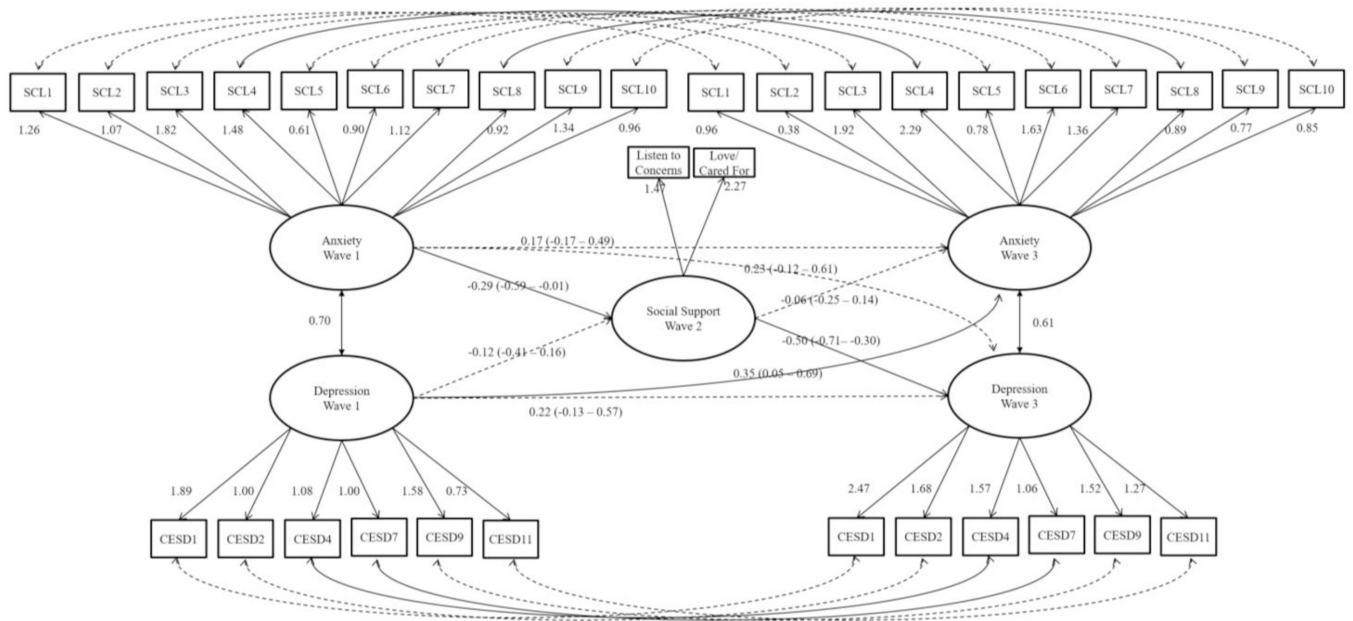 SCL1 SCL2 SCL3 SCL4 SCL5 SCL6 SCL7 SCL8 SCL9 SCL10 SCL1 SCL2 SCL3 SCL4 SCL5 SCL6 SCL7 SCL8 SCL9 SCL10
1.26 1.07 1.82 1.48 0.61 0.90 1.12 0.92 1.34 0.96 0.96 0.38 1.92 2.29 0.78 1.63 1.36 0.89 0.77 0.85
Listen to
Concerns
Love/
Cared For
1.47 2.27
Anxiety
Wave 1
Anxiety
Wave 3
0.17 (-0.17 – 0.49)
0.23 (-0.12 – 0.61)
-0.29 (-0.59 – -0.01)
-0.06 (-0.25 – 0.14)
Social Support
Wave 2
0.70
0.61
-0.50 (-0.71– -0.30)
-0.12 (-0.41 – 0.16)
0.35 (0.05 – 0.69)
Depression
Wave 1
Depression
Wave 3
0.22 (-0.13 – 0.57)
1.89 1.00 1.08 1.00 1.58 0.73 2.47 1.68 1.57 1.06 1.52 1.27
CESD1 CESD2 CESD4 CESD7 CESD9 CESD11 CESD1 CESD2 CESD4 CESD7 CESD9 CESD11